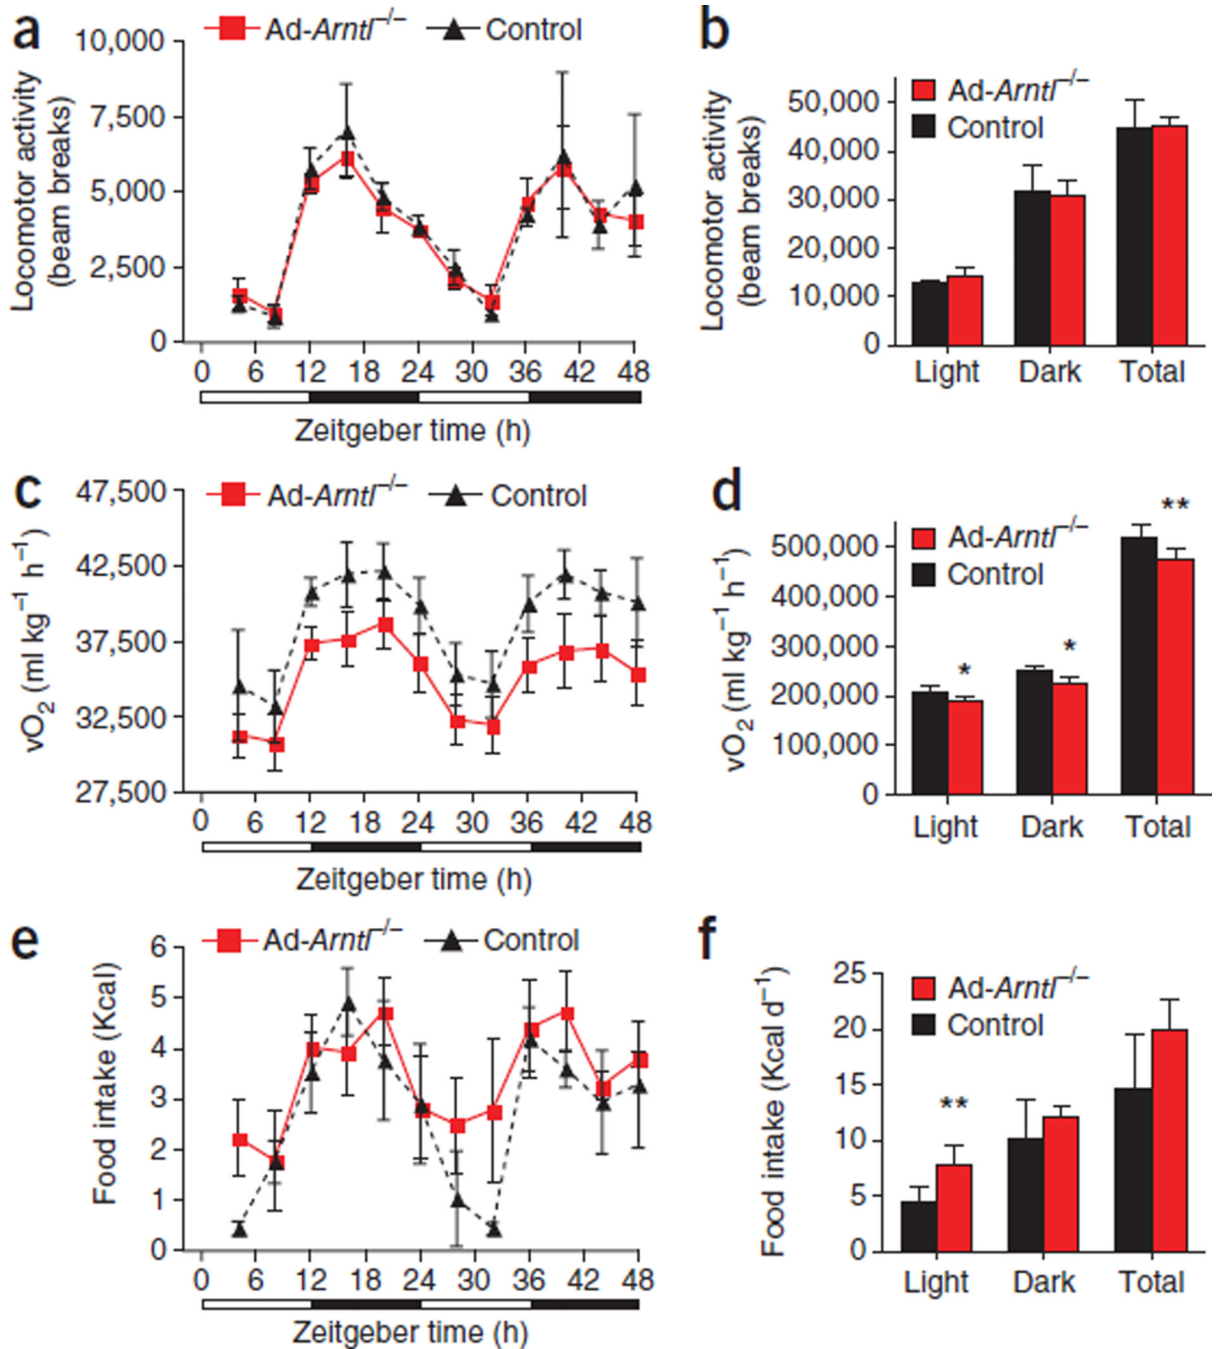 a
Ad-Arntl–/–
Control
Locomotor activity
(beam breaks)
10,000
7,500
5,000
2,500
0
0 6 12 18 24 30 36 42 48
Zeitgeber time (h)
b
Ad-Arntl–/–
Control
Locomotor activity
(beam breaks)
50,000
40,000
30,000
20,000
10,000
0
Light Dark Total
c
Ad-Arntl–/–
Control
vO2 (ml kg–1 h–1)
47,500
42,500
37,500
32,500
27,500
0 6 12 18 24 30 36 42 48
Zeitgeber time (h)
d
Ad-Arntl–/–
Control
vO2 (ml kg–1 h–1)
500,000
400,000
300,000
200,000
100,000
0
*
*
**
Light Dark Total
e
Ad-Arntl–/–
Control
Food intake (Kcal)
6
5
4
3
2
1
0
0 6 12 18 24 30 36 42 48
Zeitgeber time (h)
f
Ad-Arntl–/–
Control
Food intake (Kcal d–1)
25
20
15
10
5
0
**
Light Dark Total